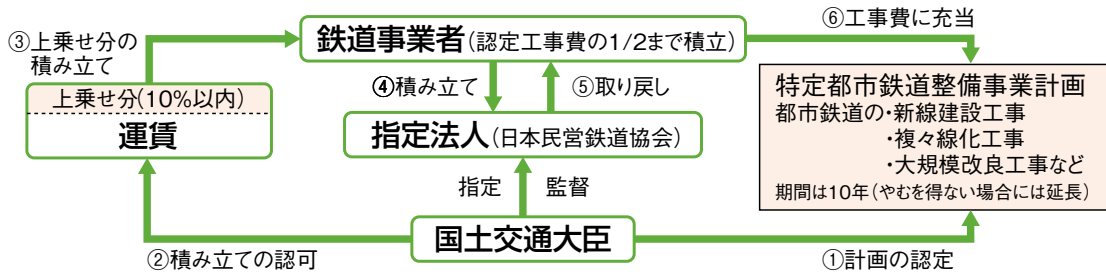 ③上乗せ分の
積み立て
上乗せ分(10%以内)
運賃
鉄道事業者(認定工事費の1/2まで積立)
④積み立て
⑤取り戻し
指定法人(日本民営鉄道協会)
指定
監督
国土交通大臣
②積み立ての認可
①計画の認定
⑥工事費に充当
特定都市鉄道整備事業計画
都市鉄道の・新線建設工事
・複々線化工事
・大規模改良工事など
期間は10年(やむを得ない場合には延長)